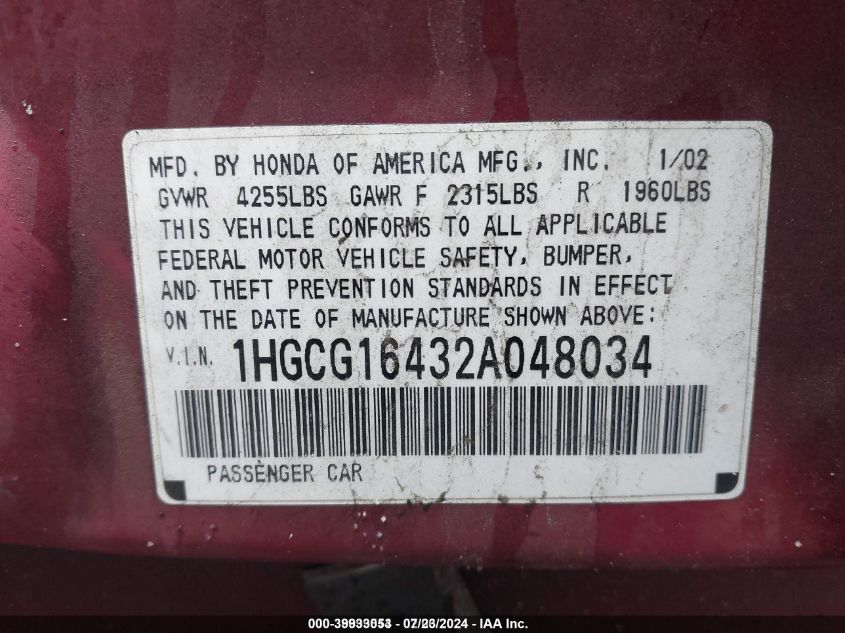 MFD. BY HONDA OF AMERICA MFG., INC. 1/02
GVWR 4255LBS GAWR F 2315LBS R 1960LBS
THIS VEHICLE CONFORMS TO ALL APPLICABLE
FEDERAL MOTOR VEHICLE SAFETY, BUMPER,
AND THEFT PREVENTION STANDARDS IN EFFECT
ON THE DATE OF MANUFACTURE SHOWN ABOVE:
V.I.N. 1HGCG16432A048034
PASSENGER CAR
- IAA Inc.